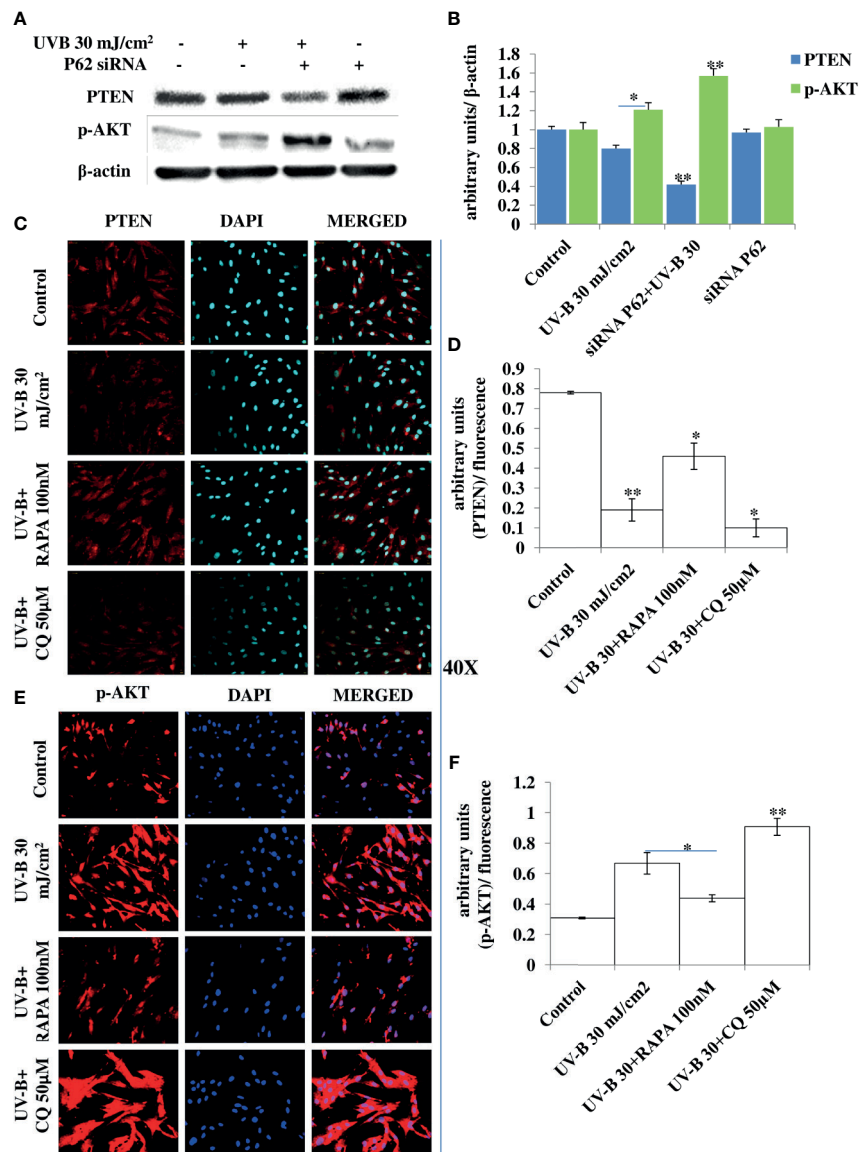 A
UVB 30 mJ/cm² - + + -
P62 siRNA - - + +
PTEN
p-AKT
β-actin
B
arbitrary units/ β-actin
1.8
1.6
1.4
1.2
1
0.8
0.6
0.4
0.2
0
*
**
**
PTEN
p-AKT
Control
UV-B 30 mJ/cm2
siRNA P62+UV-B 30
siRNA P62
C
PTEN DAPI MERGED
Control
UV-B 30
mJ/cm²
UV-B+
RAPA 100nM
UV-B+
CQ 50µM
D
arbitrary units
(PTEN)/ fluorescence
0.9
0.8
0.7
0.6
0.5
0.4
0.3
0.2
0.1
0
**
*
*
Control
UV-B 30 mJ/cm2
UV-B 30+RAPA 100nM
UV-B 30+CQ 50µM
40X
E
p-AKT DAPI MERGED
Control
UV-B 30
mJ/cm²
UV-B+
RAPA 100nM
UV-B+
CQ 50µM
F
arbitrary units
(p-AKT)/ fluorescence
1.2
1
0.8
0.6
0.4
0.2
0
*
**
Control
UV-B 30 mJ/cm2
UV-B 30+RAPA 100nM
UV-B 30+CQ 50µM